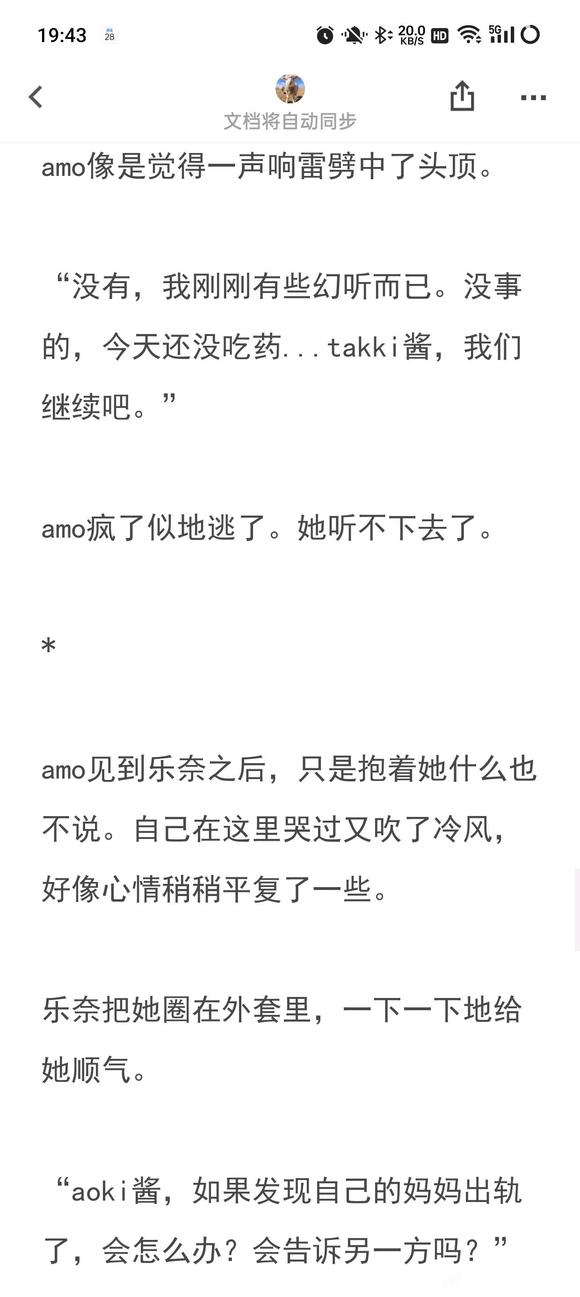 19:43
28
20.0
KB/S
HD
5G
文档将自动同步
amo像是觉得一声响雷劈中了头顶。
“没有，我刚刚有些幻听而已。没事
的，今天还没吃药...takki酱，我们
继续吧。”
amo疯了似地逃了。她听不下去了。
*
amo见到乐奈之后，只是抱着她什么也
不说。自己在这里哭过又吹了冷风，
好像心情稍稍平复了一些。
乐奈把她圈在外套里，一下一下地给
她顺气。
“aoki酱，如果发现自己的妈妈出轨
了，会怎么办？会告诉另一方吗？”